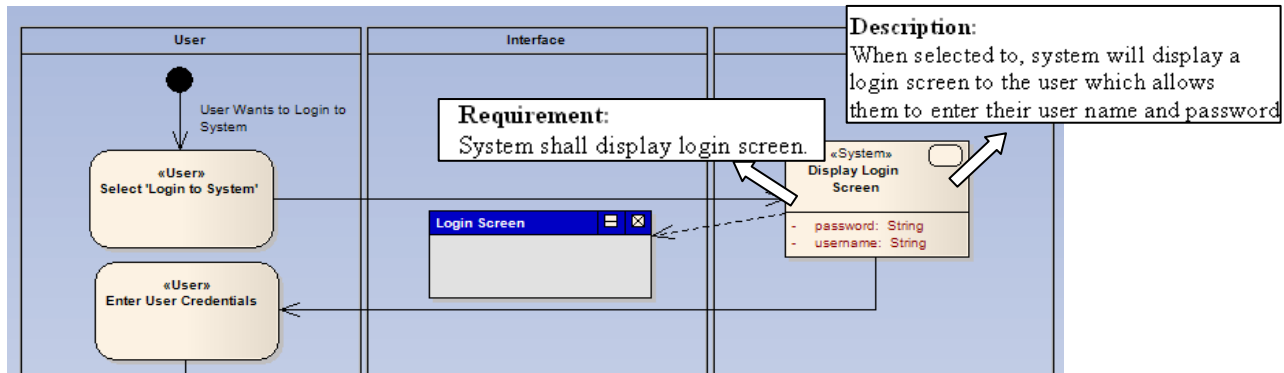 User
Interface
Description:
When selected to, system will display a
login screen to the user which allows
them to enter their user name and password
User Wants to Login to
System
Requirement:
System shall display login screen.
«User»
Select 'Login to System'
«System»
Display Login
Screen
- password: String
- username: String
Login Screen
«User»
Enter User Credentials